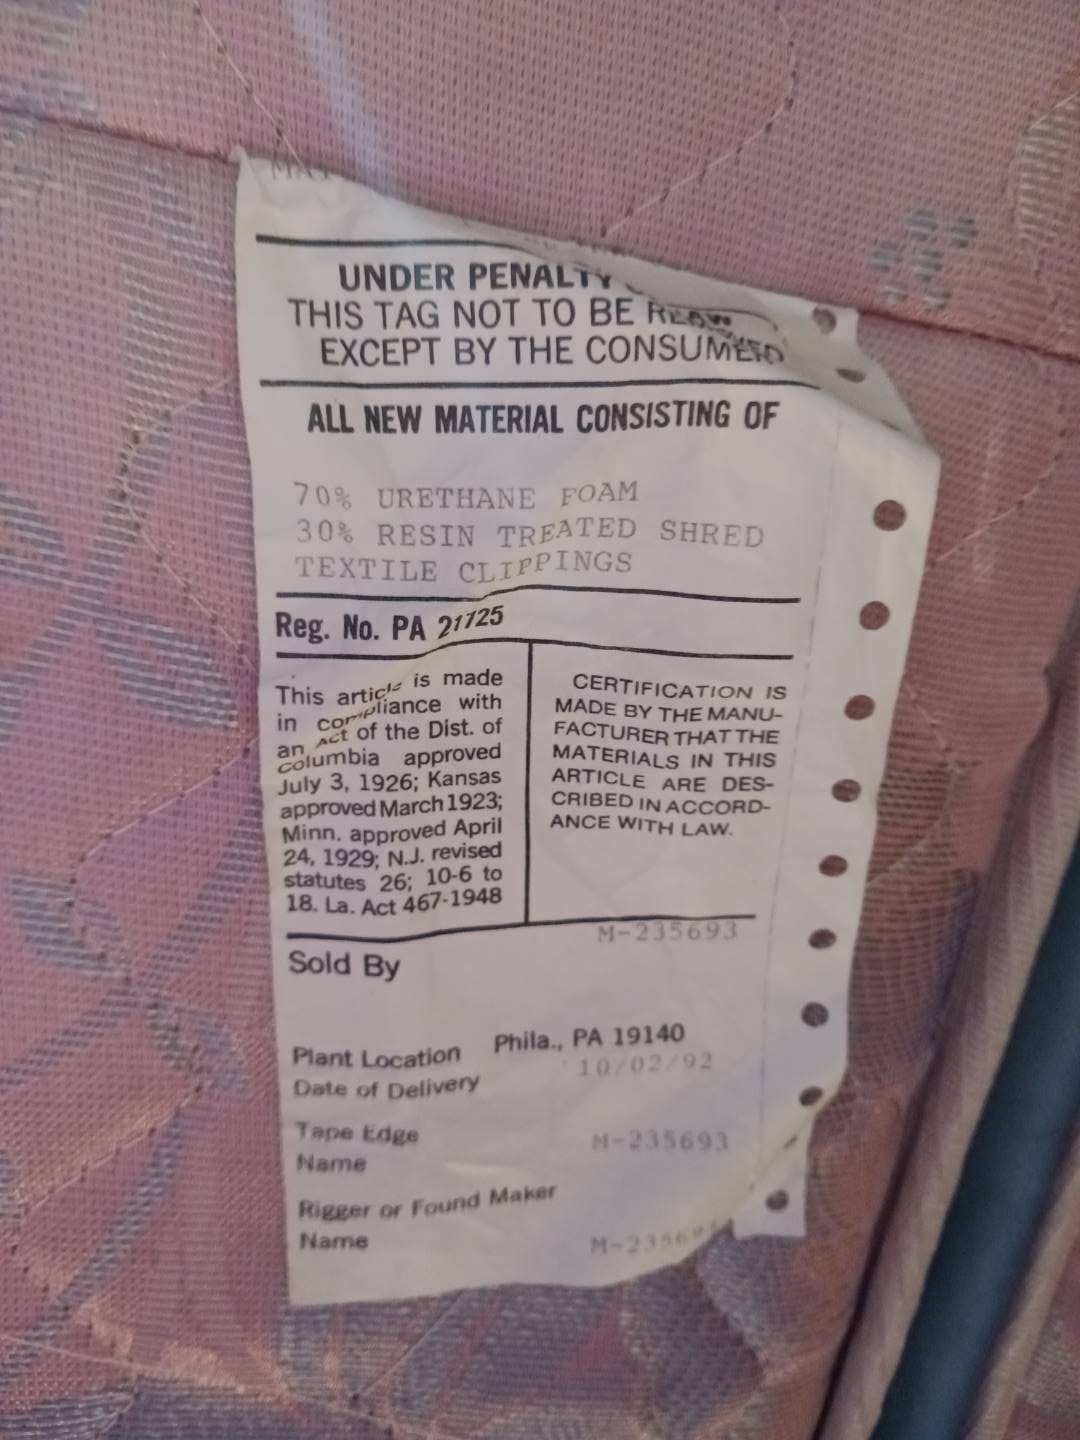 UNDER PENALTY
THIS TAG NOT TO BE
EXCEPT BY THE CONSUMER
ALL NEW MATERIAL CONSISTING OF
70% URETHANE FOAM
30% RESIN TREATED SHRED
TEXTILE CLIPPINGS
Reg. No. PA 21725
This article is made
in compliance with
an Act of the Dist. of
Columbia approved
July 3, 1926; Kansas
approved March 1923;
Minn. approved April
24, 1929; N.J. revised
statutes 26; 10-6 to
18. La. Act 467-1948
CERTIFICATION IS
MADE BY THE MANU-
FACTURER THAT THE
MATERIALS IN THIS
ARTICLE ARE DES-
CRIBED IN ACCORD-
ANCE WITH LAW.
M-235693
Sold By
Plant Location Phila., PA 19140
Date of Delivery 10/02/92
Tape Edge
Name M-235693
Rigger or Found Maker
Name